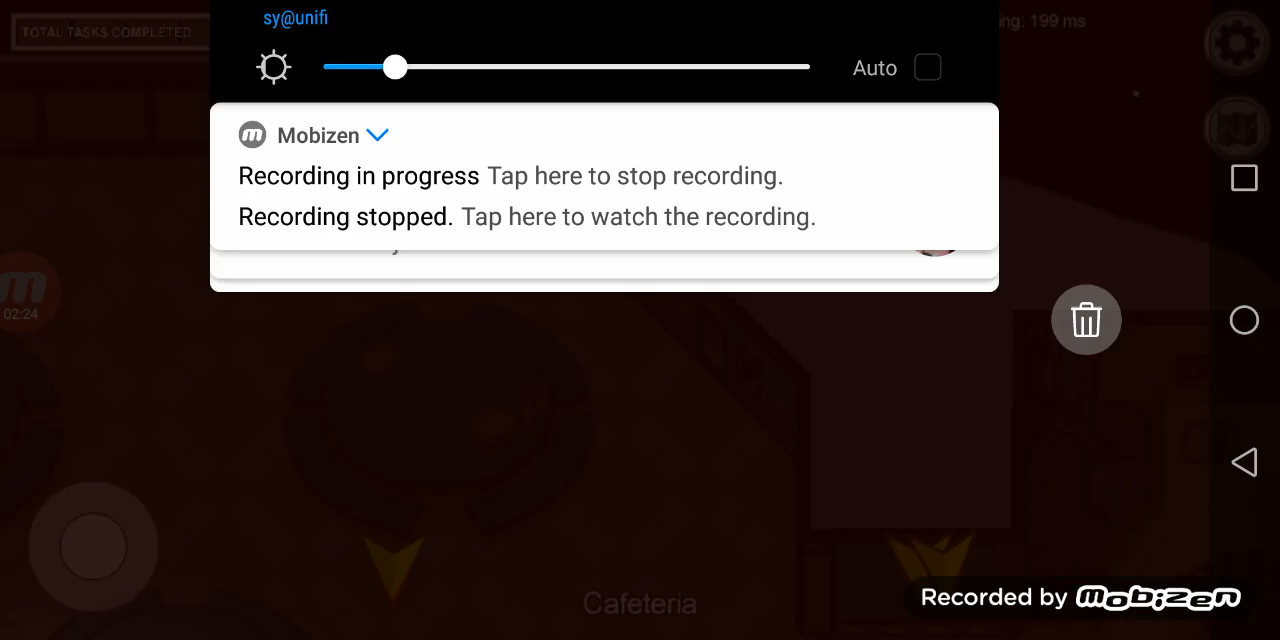 sy@unifi
TOTAL TASKS COMPLETED
ing: 199 ms
Auto
Mobizen
Recording in progress Tap here to stop recording.
Recording stopped. Tap here to watch the recording.
m
02:24
Cafeteria
Recorded by mobizen